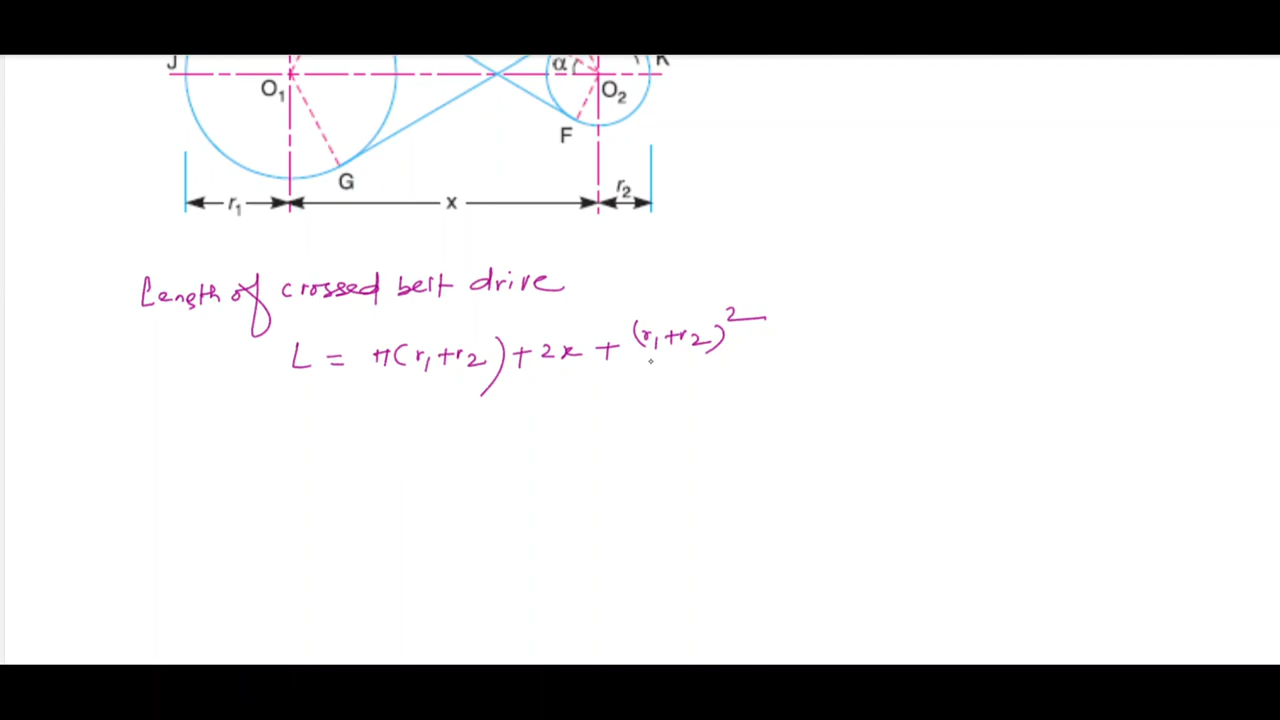 J α K
O₁ O₂
F
G
r₁ x r₂
Length of crossed belt drive
L = π(r₁+r₂)+2x+(r₁+r₂)²